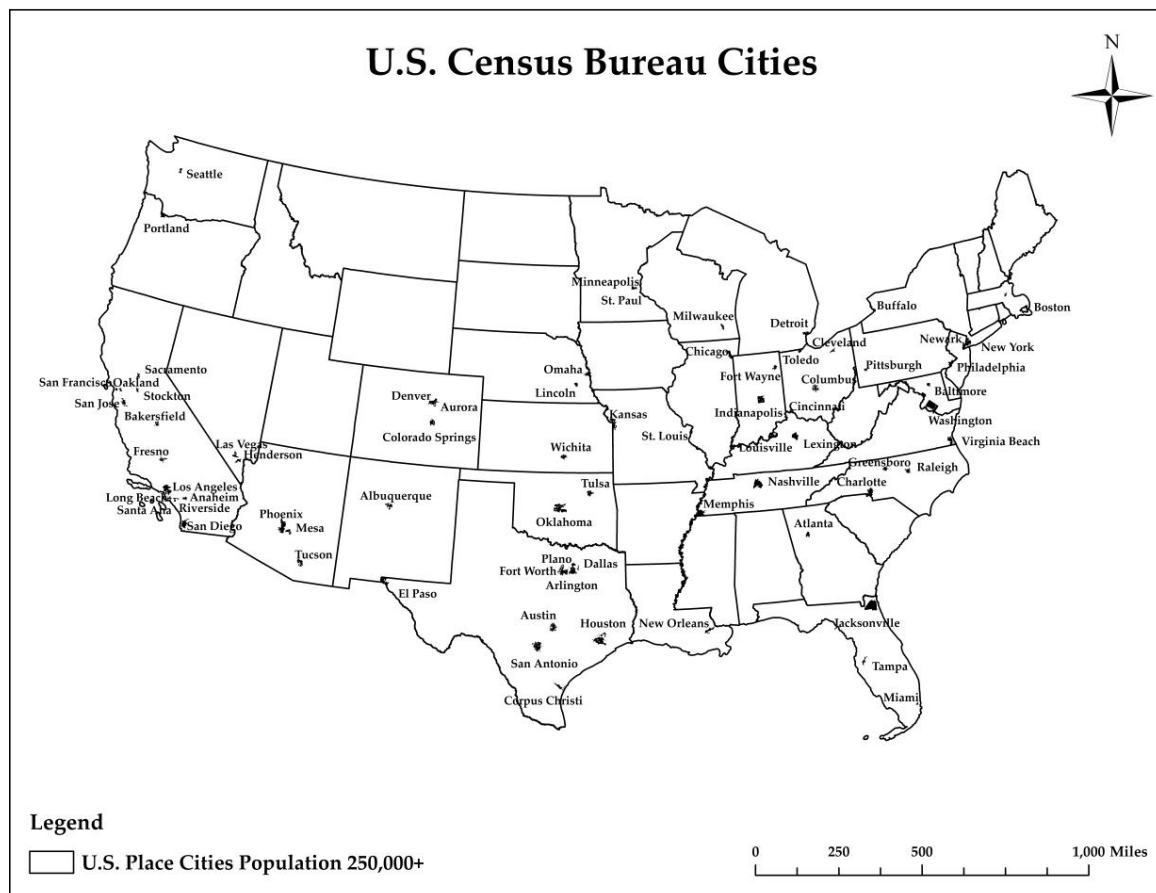 U.S. Census Bureau Cities
N
Seattle
Portland
Minneapolis
St. Paul
Buffalo
Boston
Milwaukee
Detroit
Cleveland
Newark
New York
Chicago
Toledo
Pittsburgh
Philadelphia
Sacramento
San Francisco
Oakland
Stockton
San Jose
Bakersfield
Omaha
Lincoln
Fort Wayne
Columbus
Baltimore
Denver
Aurora
Indianapolis
Cincinnati
Washington
Kansas
Colorado Springs
St. Louis
Louisville
Lexington
Virginia Beach
Las Vegas
Henderson
Fresno
Wichita
Greensboro
Raleigh
Los Angeles
Long Beach
Anaheim
Santa Ana
Riverside
San Diego
Albuquerque
Tulsa
Nashville
Charlotte
Phoenix
Mesa
Oklahoma
Memphis
Atlanta
Tucson
Plano
Dallas
Fort Worth
Arlington
El Paso
Austin
Houston
New Orleans
Jacksonville
San Antonio
Tampa
Corpus Christi
Miami
Legend
U.S. Place Cities Population 250,000+
0 250 500 1,000 Miles